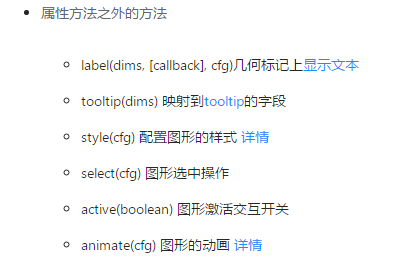 属性方法之外的方法
label(dims, [callback], cfg)几何标记上显示文本
tooltip(dims) 映射到tooltip的字段
style(cfg) 配置图形的样式 详情
select(cfg) 图形选中操作
active(boolean) 图形激活交互开关
animate(cfg) 图形的动画 详情